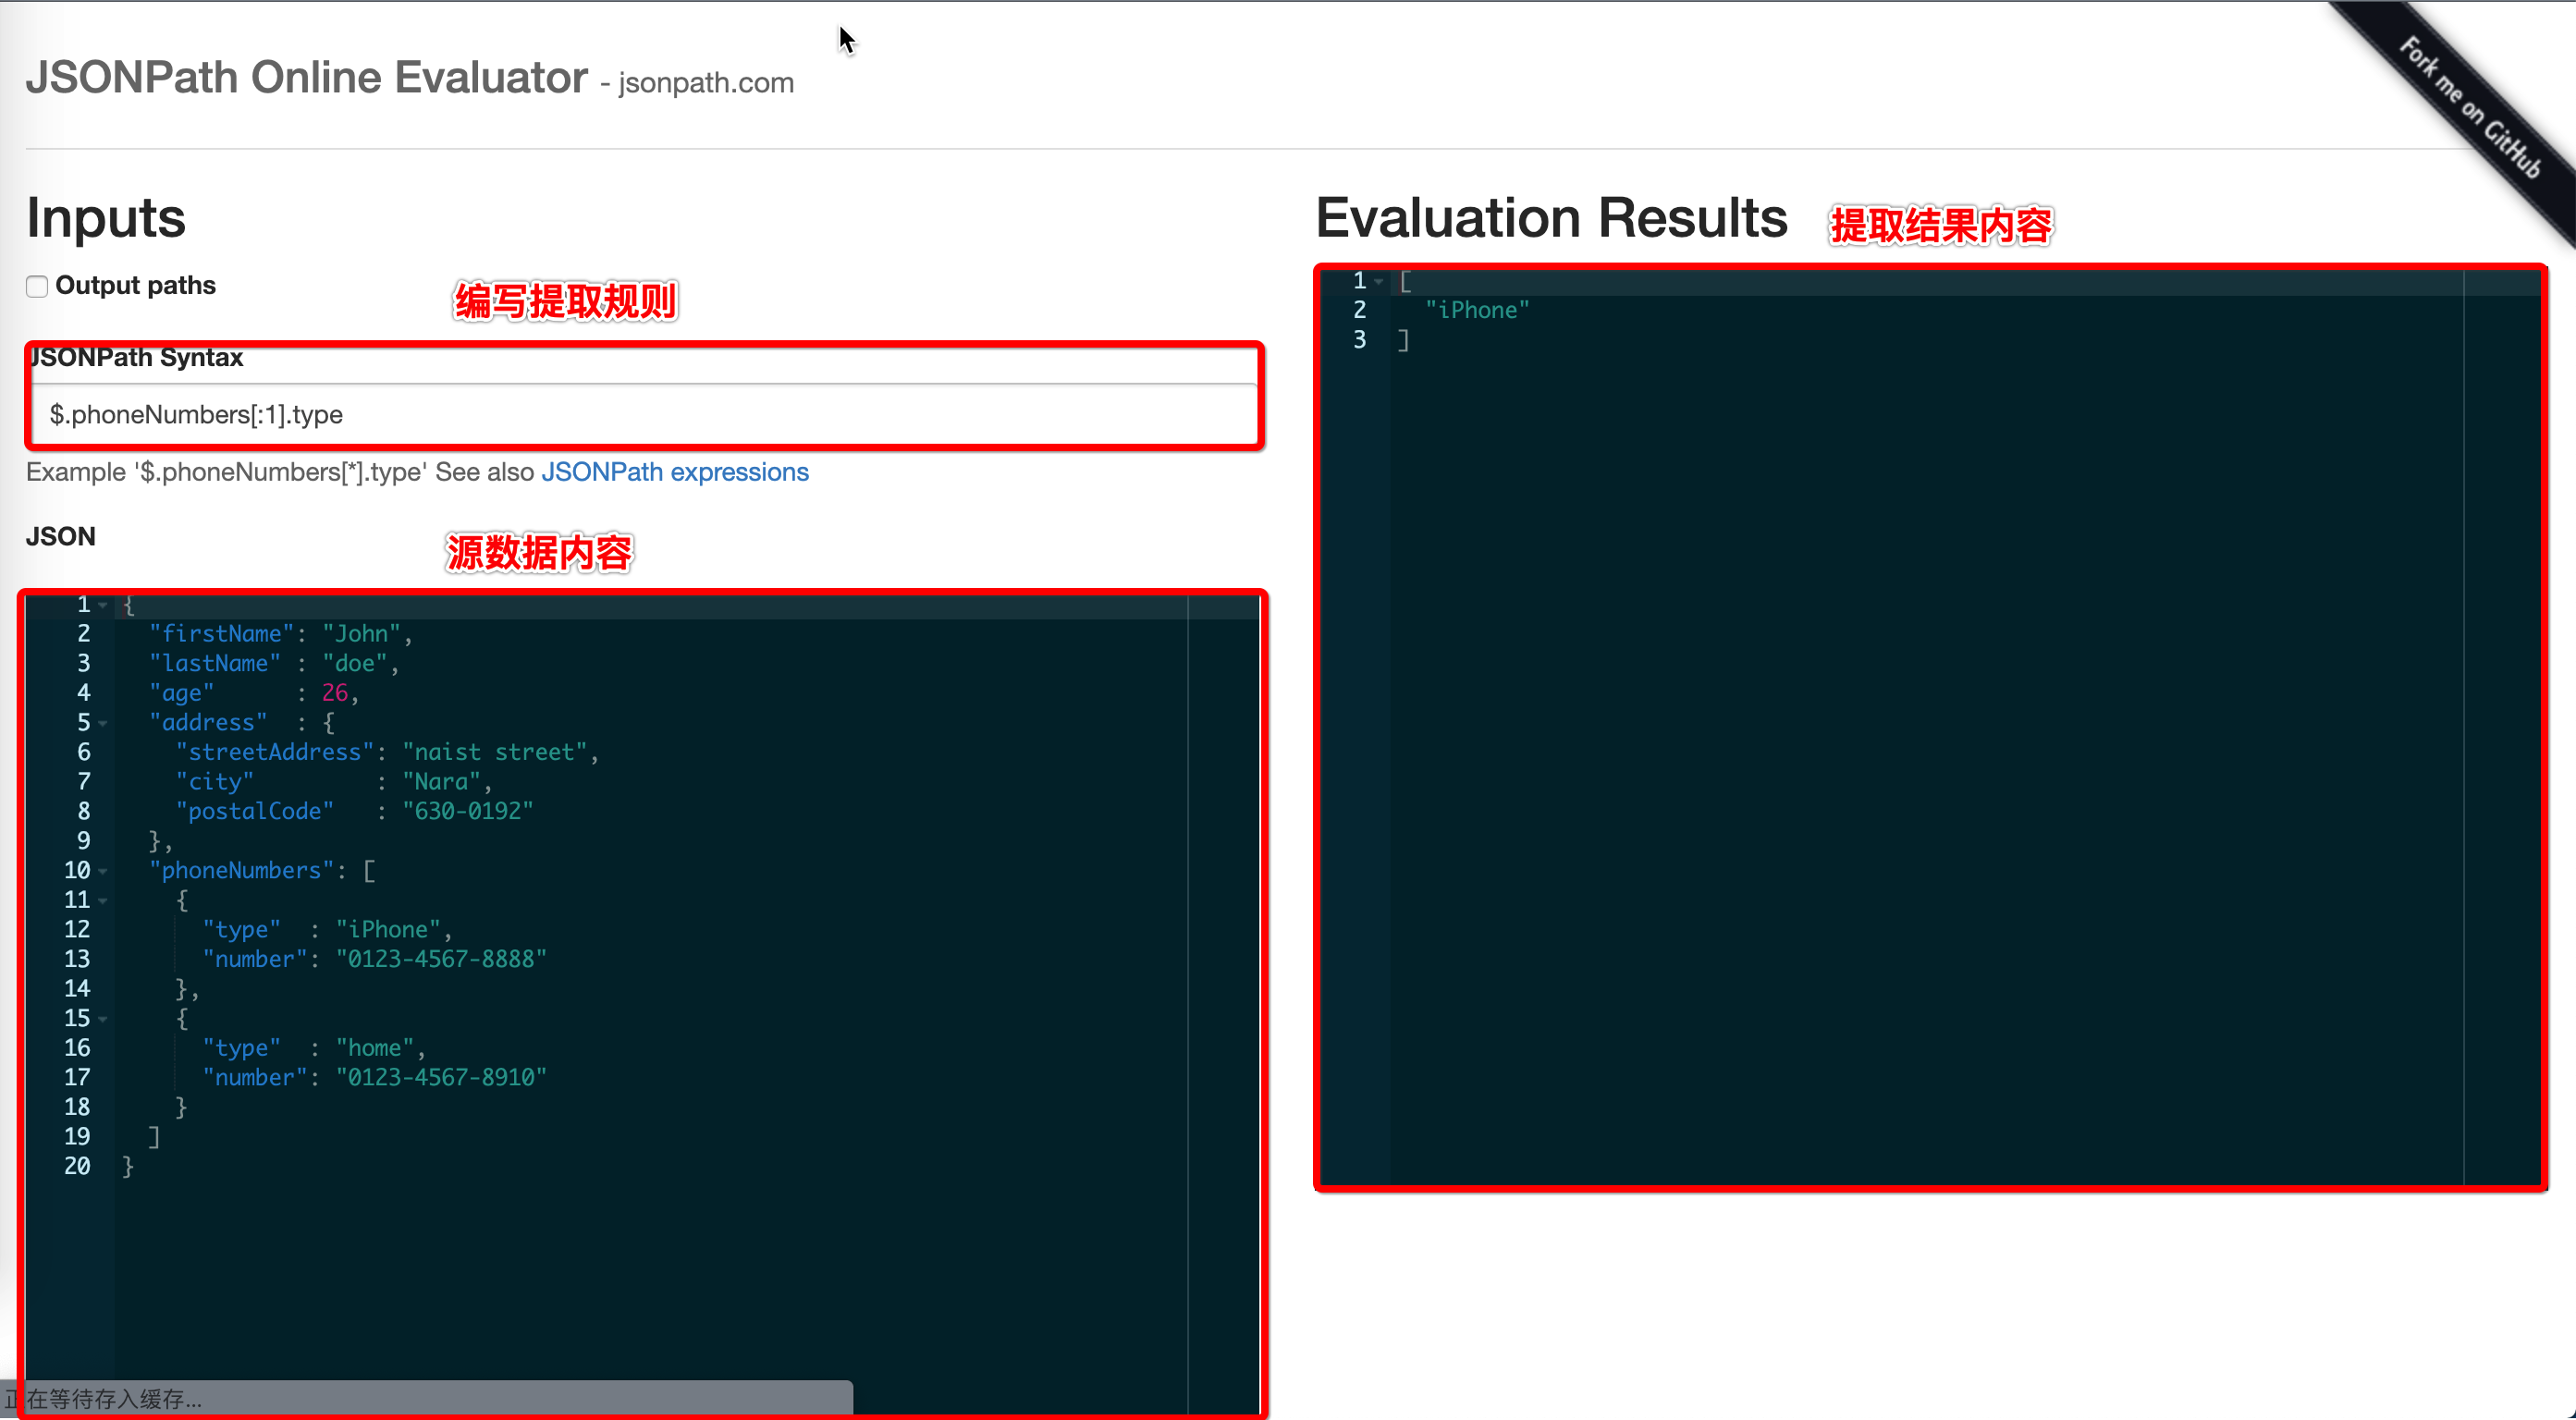 JSONPath Online Evaluator - jsonpath.com
Fork me on GitHub
Inputs
Output paths
编写提取规则
JSONPath Syntax
$.phoneNumbers[:1].type
Example '$.phoneNumbers[*].type' See also JSONPath expressions
JSON
源数据内容
1 {
2 "firstName": "John",
3 "lastName" : "doe",
4 "age"      : 26,
5 "address"  : {
6 "streetAddress": "naist street",
7 "city"         : "Nara",
8 "postalCode"   : "630-0192"
9 },
10 "phoneNumbers": [
11 {
12 "type"  : "iPhone",
13 "number": "0123-4567-8888"
14 },
15 {
16 "type"  : "home",
17 "number": "0123-4567-8910"
18 }
19 ]
20 }
正在等待存入缓存...
Evaluation Results 提取结果内容
1 [
2 "iPhone"
3 ]